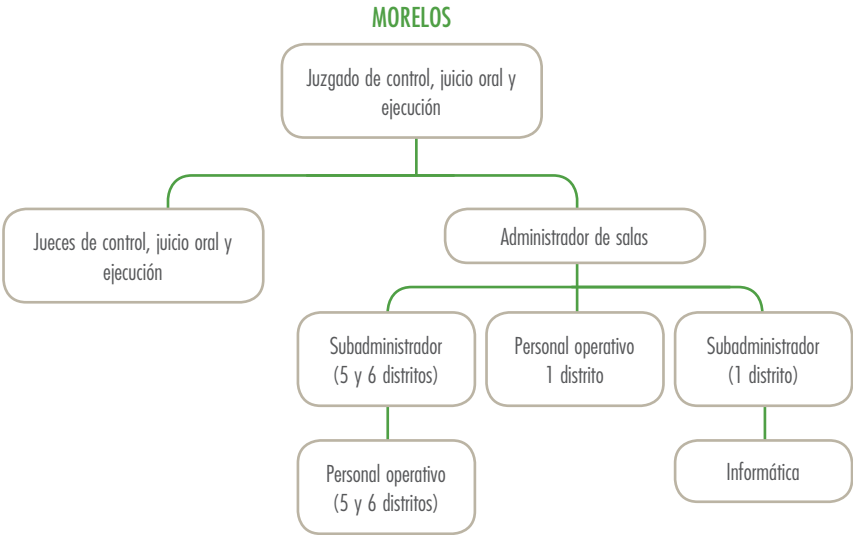 MORELOS
Juzgado de control, juicio oral y
ejecución
Jueces de control, juicio oral y
ejecución
Administrador de salas
Subadministrador
(5 y 6 distritos)
Personal operativo
1 distrito
Subadministrador
(1 distrito)
Personal operativo
(5 y 6 distritos)
Informática